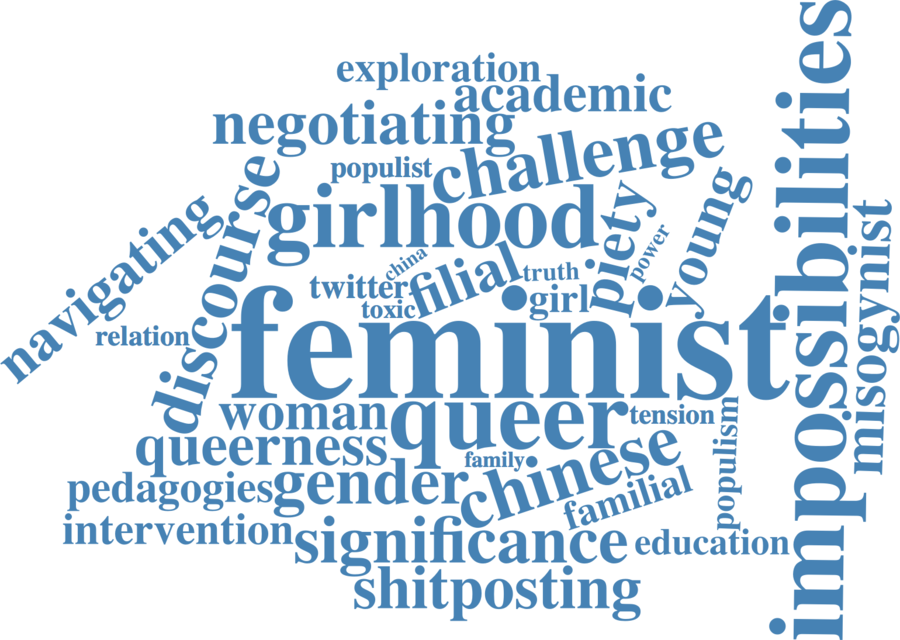 exploration
academic
negotiating
challenge
populist
girlhood
discourse
navigating
piety
power
young
impossibilities
misogynist
china
filial
truth
twitter
toxic
girl
relation
feminist
woman
queer
tension
queerness
family
chinese
populism
pedagogies
gender
familial
intervention
significance
education
shitposting